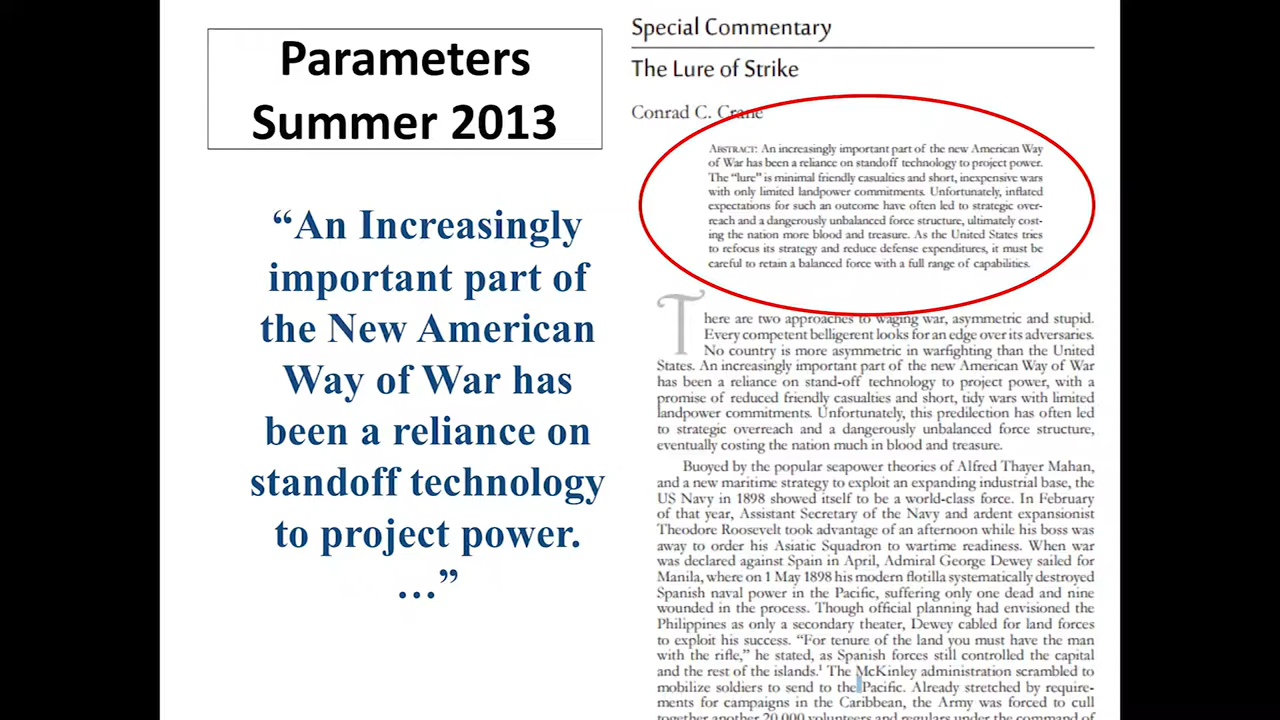 Parameters
Summer 2013
“An Increasingly
important part of
the New American
Way of War has
been a reliance on
standoff technology
to project power.
…”
Special Commentary
The Lure of Strike
Conrad C. Crane
ABSTRACT: An increasingly important part of the new American Way
of War has been a reliance on standoff technology to project power.
The “lure” is minimal friendly casualties and short, inexpensive wars
with only limited landpower commitments. Unfortunately, inflated
expectations for such an outcome have often led to strategic over-
reach and a dangerously unbalanced force structure, ultimately cost-
ing the nation more blood and treasure. As the United States tries
to refocus its strategy and reduce defense expenditures, it must be
careful to retain a balanced force with a full range of capabilities.
There are two approaches to waging war, asymmetric and stupid.
Every competent belligerent looks for an edge over its adversaries.
No country is more asymmetric in warfighting than the United
States. An increasingly important part of the new American Way of War
has been a reliance on stand-off technology to project power, with a
promise of reduced friendly casualties and short, tidy wars with limited
landpower commitments. Unfortunately, this predilection has often led
to strategic overreach and a dangerously unbalanced force structure,
eventually costing the nation much in blood and treasure.
Buoyed by the popular seapower theories of Alfred Thayer Mahan,
and a new maritime strategy to exploit an expanding industrial base, the
US Navy in 1898 showed itself to be a world-class force. In February
of that year, Assistant Secretary of the Navy and ardent expansionist
Theodore Roosevelt took advantage of an afternoon while his boss was
away to order his Asiatic Squadron to wartime readiness. When war
was declared against Spain in April, Admiral George Dewey sailed for
Manila, where on 1 May 1898 his modern flotilla systematically destroyed
Spanish naval power in the Pacific, suffering only one dead and nine
wounded in the process. Though official planning had envisioned the
Philippines as only a secondary theater, Dewey cabled for land forces
to exploit his success. “For tenure of the land you must have the man
with the rifle,” he stated, as Spanish forces still controlled the capital
and the rest of the islands.¹ The McKinley administration scrambled to
mobilize soldiers to send to the Pacific. Already stretched by require-
ments for campaigns in the Caribbean, the Army was forced to cull
together another 20,000 volunteers and regulars under the command of